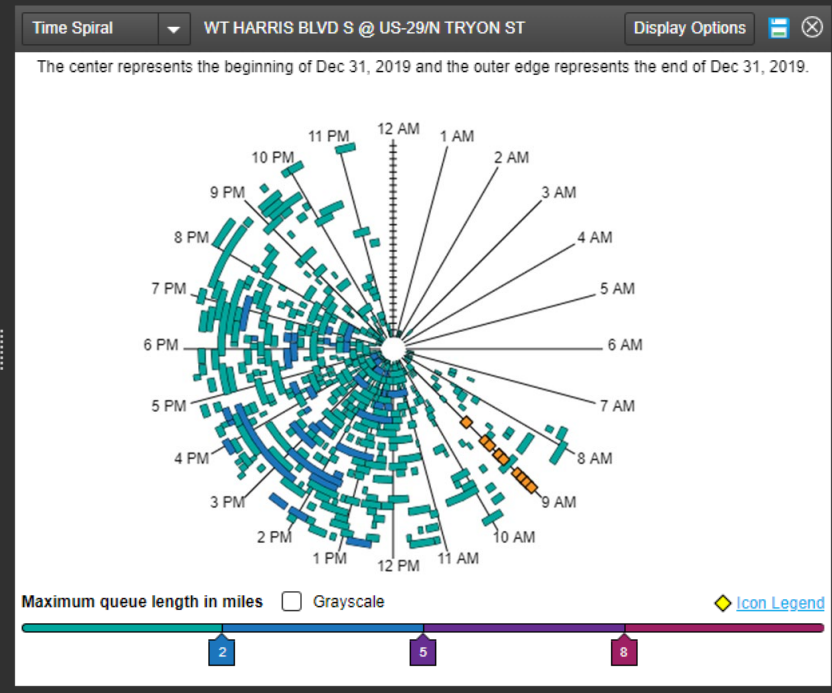 Time Spiral
WT HARRIS BLVD S @ US-29/N TRYON ST
Display Options
The center represents the beginning of Dec 31, 2019 and the outer edge represents the end of Dec 31, 2019.
12 AM
1 AM
2 AM
3 AM
4 AM
5 AM
6 AM
7 AM
8 AM
9 AM
10 AM
11 AM
12 PM
1 PM
2 PM
3 PM
4 PM
5 PM
6 PM
7 PM
8 PM
9 PM
10 PM
11 PM
Maximum queue length in miles
Grayscale
Icon Legend
2
5
8